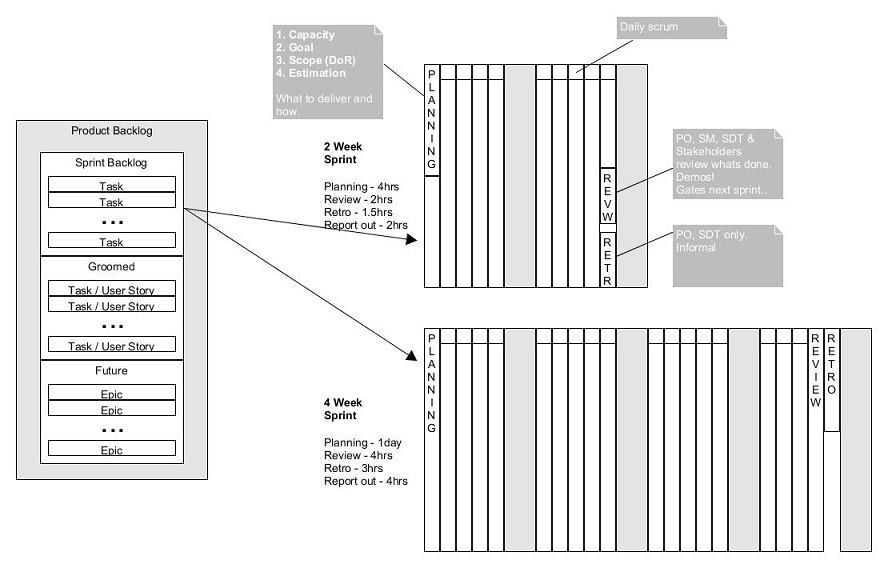 Product Backlog
Sprint Backlog
Task
Task
...
Task
Groomed
Task / User Story
Task / User Story
...
Task / User Story
Future
Epic
Epic
...
Epic
1. Capacity
2. Goal
3. Scope (DoR)
4. Estimation
What to deliver and
how.
2 Week
Sprint
Planning - 4hrs
Review - 2hrs
Retro - 1.5hrs
Report out - 2hrs
PLANNING
Daily scrum
REVW
RETR
PO, SM, SDT &
Stakeholders
review whats done.
Demos!
Gates next sprint..
PO, SDT only.
Informal
4 Week
Sprint
Planning - 1day
Review - 4hrs
Retro - 3hrs
Report out - 4hrs
PLANNING
REVIEW
RETRO